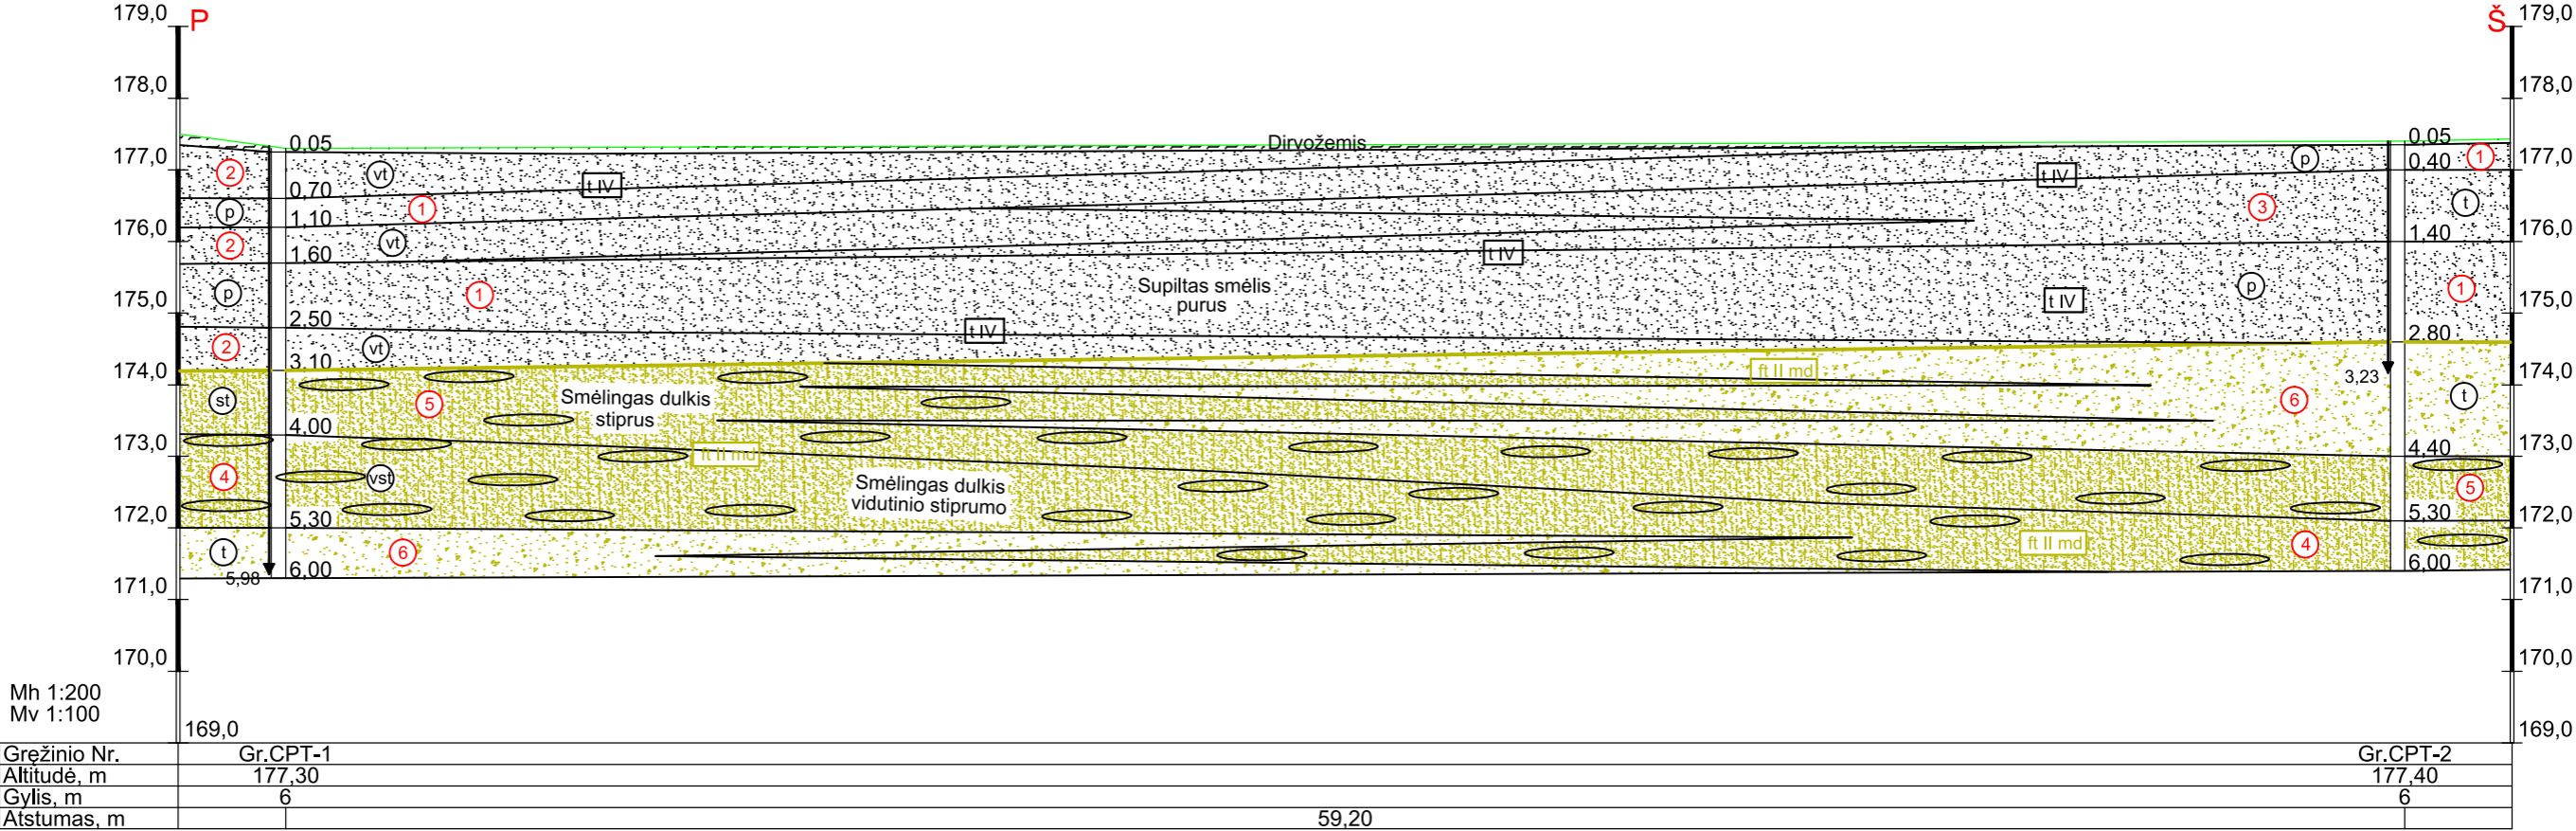 179,0 P Š 179,0
178,0 178,0
0,05 Dirvožemis 0,05
177,0 2 vt p 1 177,0
0,70 t IV t IV 0,40
p 1 3 t
1,10
176,0 2 vt 176,0
1,60 t IV 1,40
p 1 Supiltas smėlis p 1
purus
175,0 t IV 175,0
2,50 t IV 2,80
2 vt
3,10
174,0 ft II md 3,23 174,0
st 5 Smėlingas dulkis 6 t
stiprus
4,00
173,0 ft II md 4,40 173,0
4 vst Smėlingas dulkis 5
vidutinio stiprumo
172,0 5,30 5,30 172,0
t 6 ft II md 4
5,98 6,00 6,00
171,0 171,0
170,0 170,0
Mh 1:200
Mv 1:100
169,0 169,0
Gręžinio Nr. Gr.CPT-1 Gr.CPT-2
Altitudė, m 177,30 177,40
Gylis, m 6 6
Atstumas, m 59,20